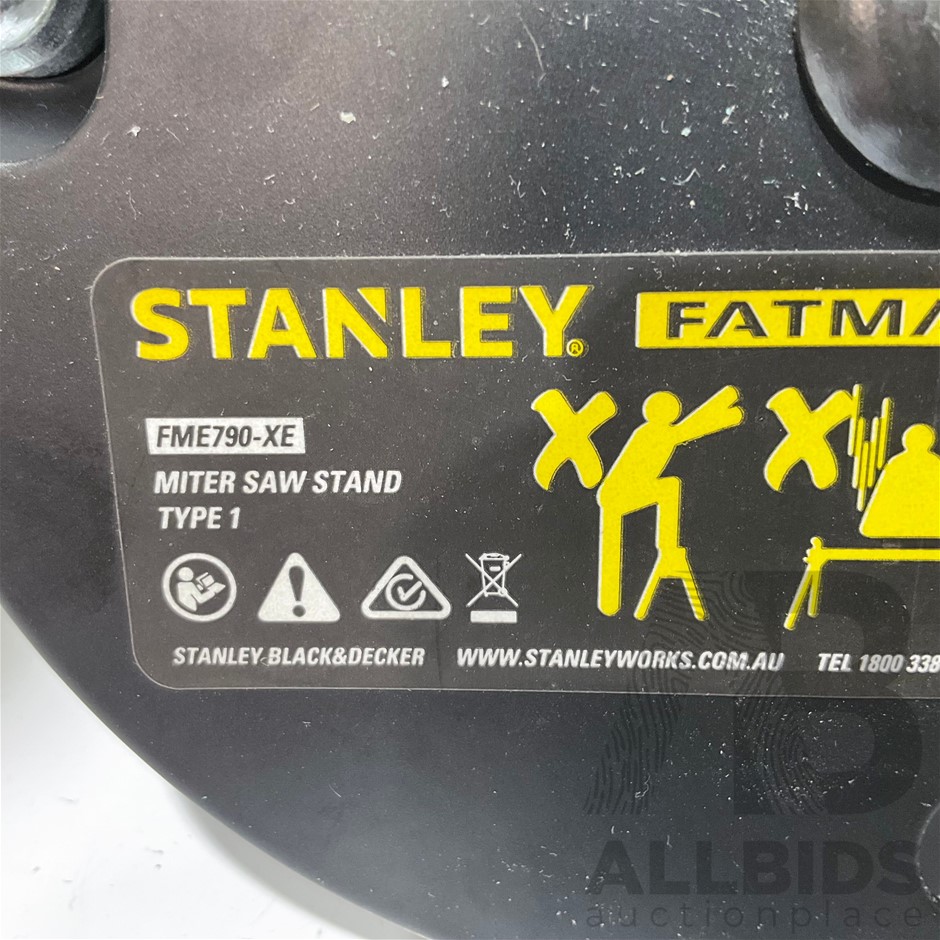 STANLEY® FATMA
FME790-XE
MITER SAW STAND
TYPE 1
STANLEY BLACK&DECKER WWW.STANLEYWORKS.COM.AU TEL 1800 338
ALLBIDS
auctionplace